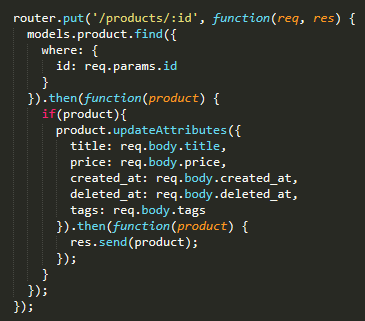 router.put('/products/:id', function(req, res) {
  models.product.find({
    where: {
      id: req.params.id
    }
  }).then(function(product) {
    if(product){
      product.updateAttributes({
        title: req.body.title,
        price: req.body.price,
        created_at: req.body.created_at,
        deleted_at: req.body.deleted_at,
        tags: req.body.tags
      }).then(function(product) {
        res.send(product);
      });
    }
  });
});